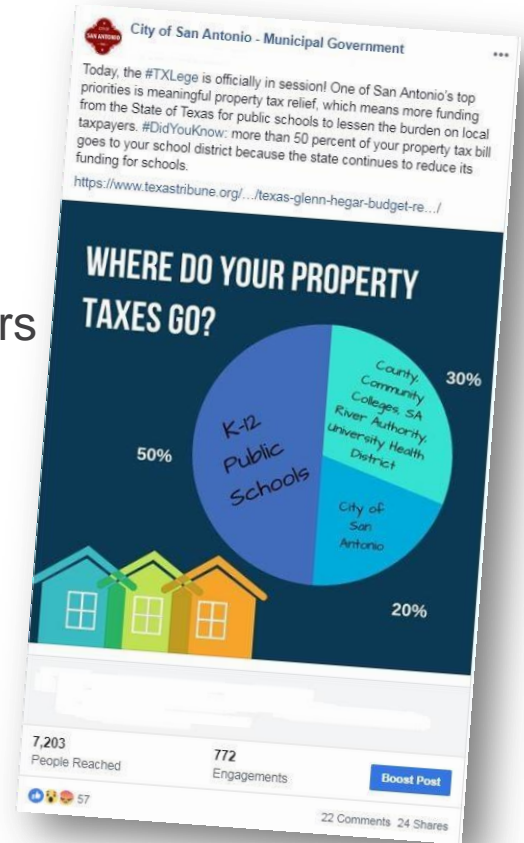 City of San Antonio - Municipal Government
Today, the #TXLege is officially in session! One of San Antonio's top
priorities is meaningful property tax relief, which means more funding
from the State of Texas for public schools to lessen the burden on local
taxpayers. #DidYouKnow: more than 50 percent of your property tax bill
goes to your school district because the state continues to reduce its
funding for schools.
https://www.texastribune.org/.../texas-glenn-hegar-budget-re.../
rs
WHERE DO YOUR PROPERTY
TAXES GO?
County,
Community
Colleges, SA
River Authority,
University Health
District
30%
K-12
Public
Schools
50%
City of
San
Antonio
20%
7,203
People Reached
772
Engagements
Boost Post
57
22 Comments 24 Shares